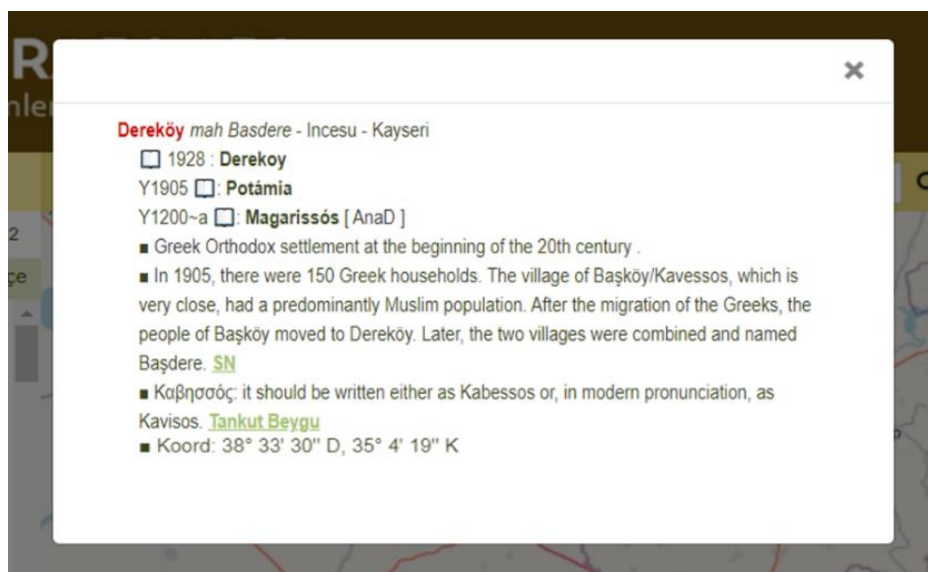 Dereköy mah Basdere - Incesu - Kayseri
1928 : Derekoy
Y1905 : Potámia
Y1200~a : Magarissós [ AnaD ]
■ Greek Orthodox settlement at the beginning of the 20th century .
■ In 1905, there were 150 Greek households. The village of Başköy/Kavessos, which is
very close, had a predominantly Muslim population. After the migration of the Greeks, the
people of Başköy moved to Dereköy. Later, the two villages were combined and named
Başdere. SN
■ Καβησσός: it should be written either as Kabessos or, in modern pronunciation, as
Kavisos. Tankut Beygu
■ Koord: 38° 33' 30" D, 35° 4' 19" K